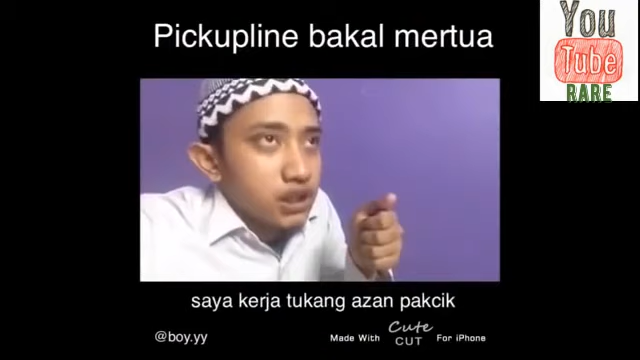 Pickupline bakal mertua
You
Tube
RARE
saya kerja tukang azan pakcik
@boy.yy
Made With Cute CUT For iPhone